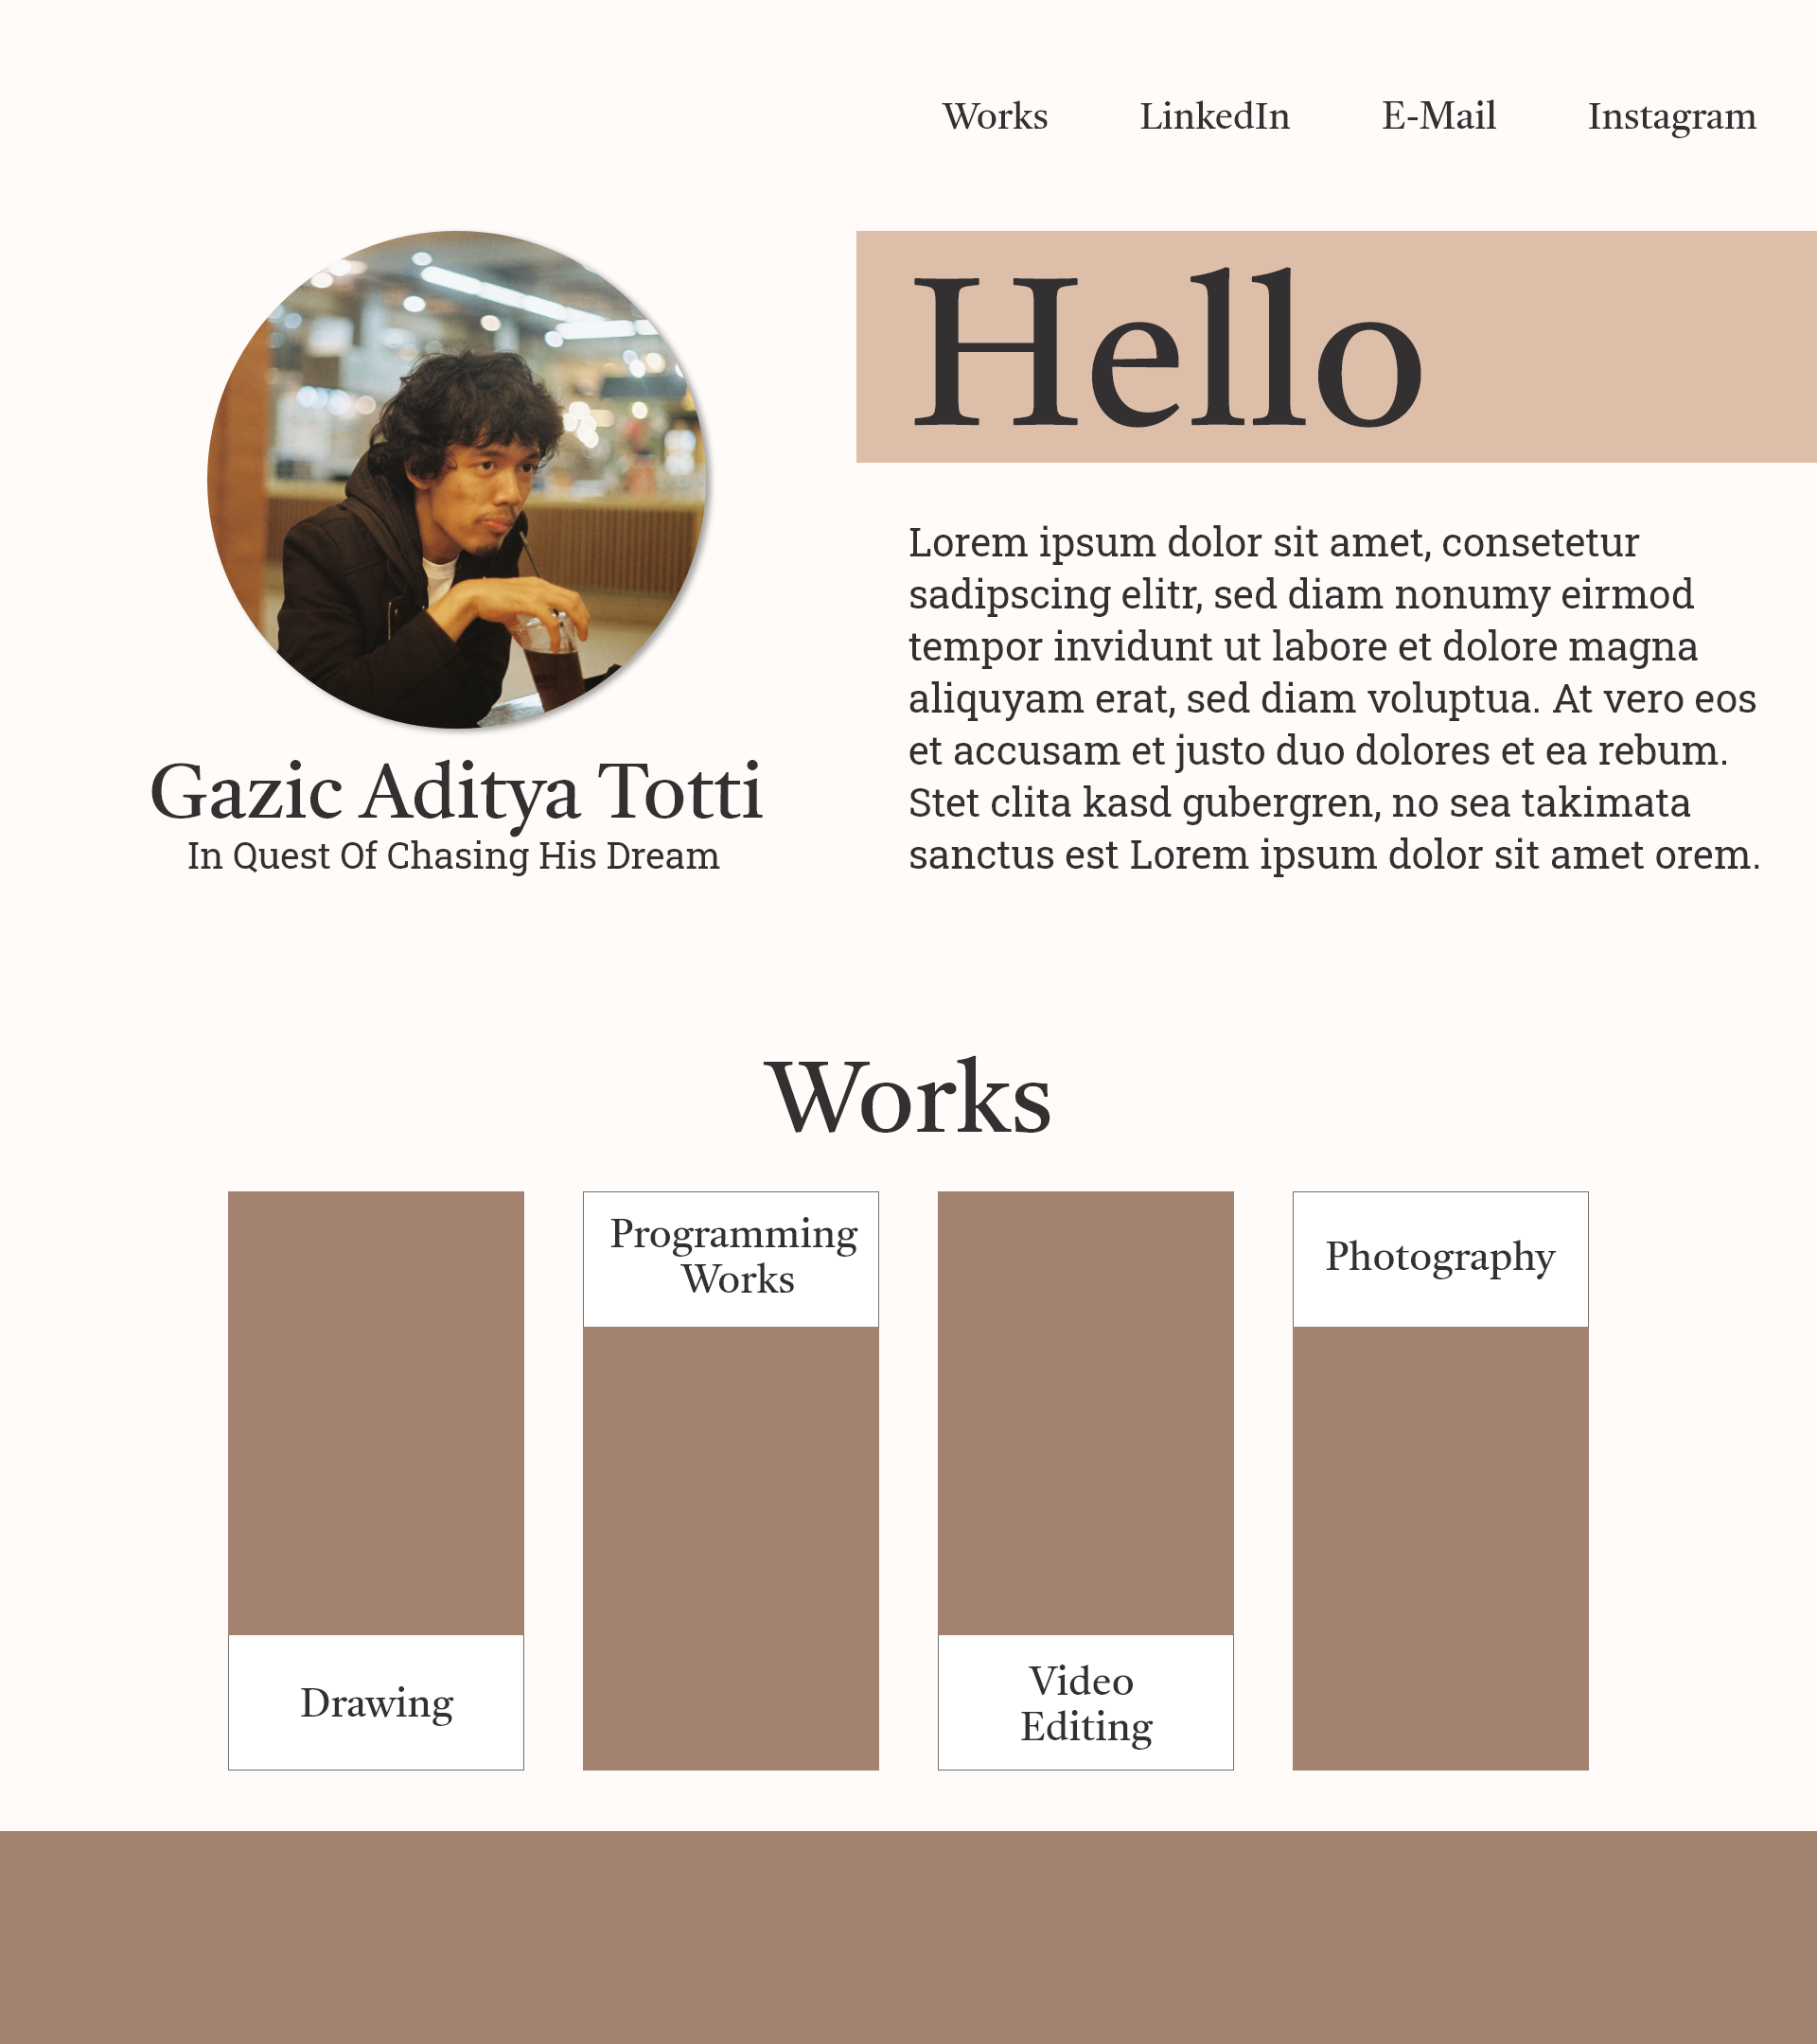 Works LinkedIn E-Mail Instagram
Hello
Lorem ipsum dolor sit amet, consetetur
sadipscing elitr, sed diam nonumy eirmod
tempor invidunt ut labore et dolore magna
aliquyam erat, sed diam voluptua. At vero eos
et accusam et justo duo dolores et ea rebum.
Stet clita kasd gubergren, no sea takimata
sanctus est Lorem ipsum dolor sit amet orem.
Gazic Aditya Totti
In Quest Of Chasing His Dream
Works
Drawing
Programming
Works
Video
Editing
Photography